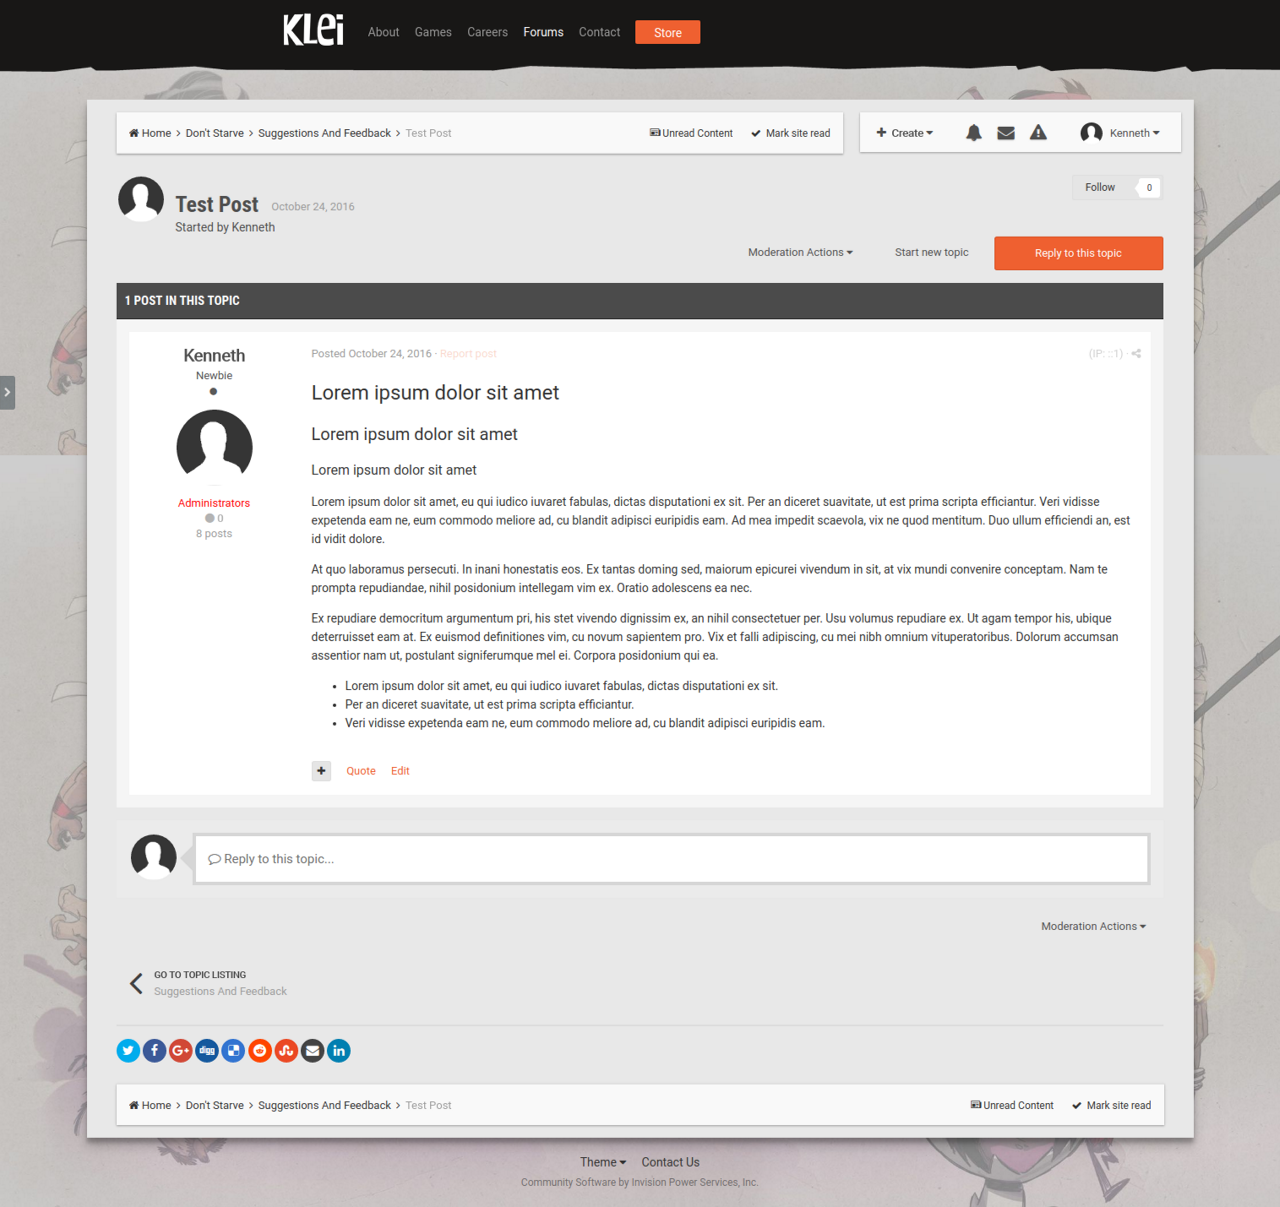 KLei About Games Careers Forums Contact Store
Home Don't Starve Suggestions And Feedback Test Post Unread Content Mark site read
Create Kenneth
Test Post October 24, 2016
Started by Kenneth
Follow 0
Moderation Actions Start new topic Reply to this topic
1 POST IN THIS TOPIC
Kenneth
Newbie
Administrators
0
8 posts
Posted October 24, 2016 · Report post (IP: ::1) ·
Lorem ipsum dolor sit amet
Lorem ipsum dolor sit amet
Lorem ipsum dolor sit amet
Lorem ipsum dolor sit amet, eu qui iudico iuvaret fabulas, dictas disputationi ex sit. Per an diceret suavitate, ut est prima scripta efficiantur. Veri vidisse
expetenda eam ne, eum commodo meliore ad, cu blandit adipisci euripidis eam. Ad mea impedit scaevola, vix ne quod mentitum. Duo ullum efficiendi an, est
id vidit dolore.
At quo laboramus persecuti. In inani honestatis eos. Ex tantas doming sed, maiorum epicurei vivendum in sit, at vix mundi convenire conceptam. Nam te
prompta repudiandae, nihil posidonium intellegam vim ex. Oratio adolescens ea nec.
Ex repudiare democritum argumentum pri, his stet vivendo dignissim ex, an nihil consectetuer per. Usu volumus repudiare ex. Ut agam tempor his, ubique
deterruisset eam at. Ex euismod definitiones vim, cu novum sapientem pro. Vix et falli adipiscing, cu mei nibh omnium vituperatoribus. Dolorum accumsan
assentior nam ut, postulant signiferumque mel ei. Corpora posidonium qui ea.
• Lorem ipsum dolor sit amet, eu qui iudico iuvaret fabulas, dictas disputationi ex sit.
• Per an diceret suavitate, ut est prima scripta efficiantur.
• Veri vidisse expetenda eam ne, eum commodo meliore ad, cu blandit adipisci euripidis eam.
Quote Edit
Reply to this topic...
Moderation Actions
GO TO TOPIC LISTING
Suggestions And Feedback
digg
Home Don't Starve Suggestions And Feedback Test Post Unread Content Mark site read
Theme Contact Us
Community Software by Invision Power Services, Inc.